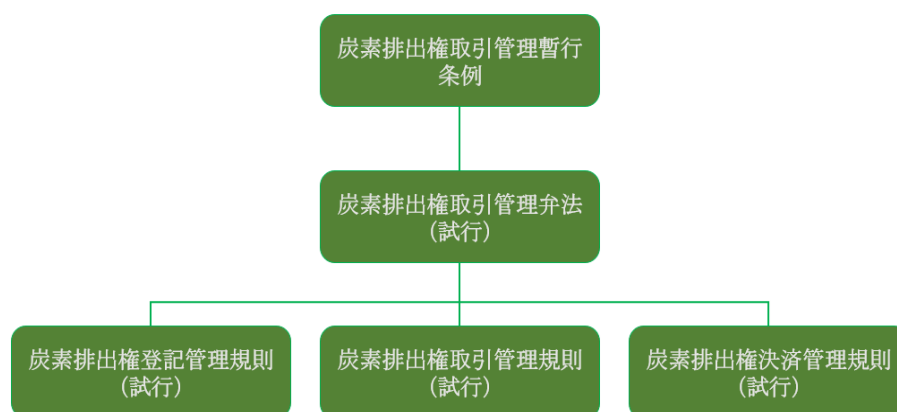 炭素排出権取引管理暫行
条例
炭素排出権取引管理弁法
(試行)
炭素排出権登記管理規則
(試行)
炭素排出権取引管理規則
(試行)
炭素排出権決済管理規則
(試行)